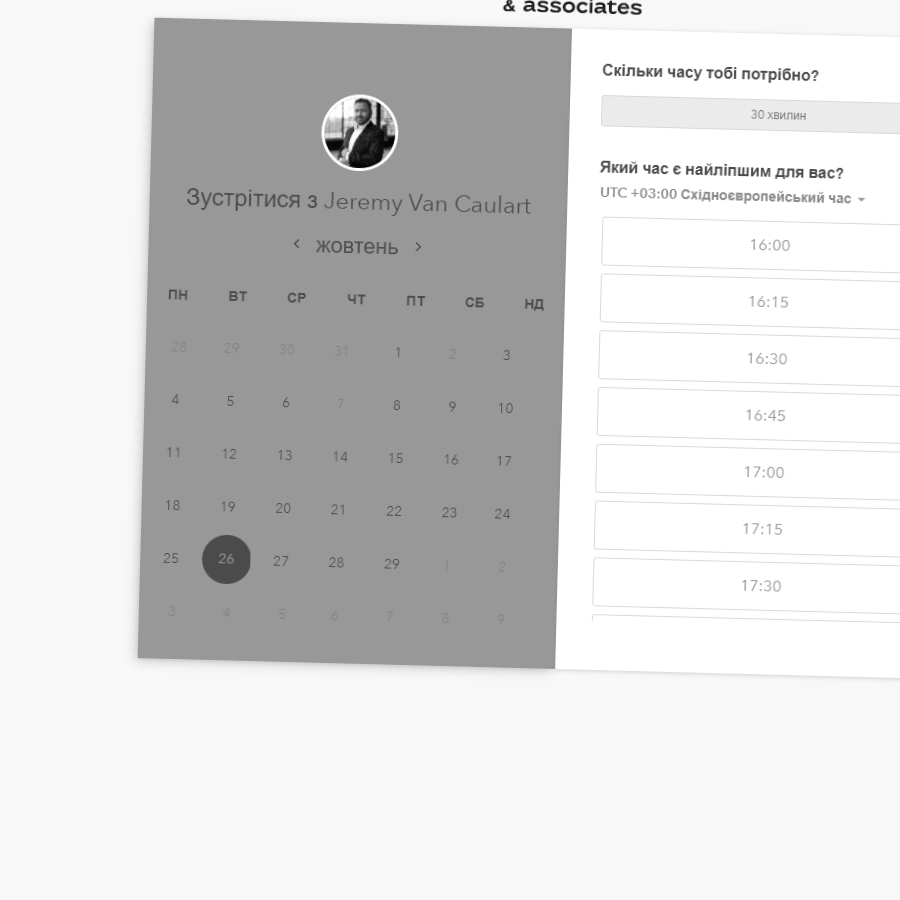 & associates
Зустрітися з Jeremy Van Caulart
‹ жовтень ›
ПН ВТ СР ЧТ ПТ СБ НД
28 29 30 31 1 2 3
4 5 6 7 8 9 10
11 12 13 14 15 16 17
18 19 20 21 22 23 24
25 26 27 28 29 1 2
3 4 5 6 7 8 9
Скільки часу тобі потрібно?
30 хвилин
Який час є найліпшим для вас?
UTC +03:00 Східноєвропейський час
16:00
16:15
16:30
16:45
17:00
17:15
17:30